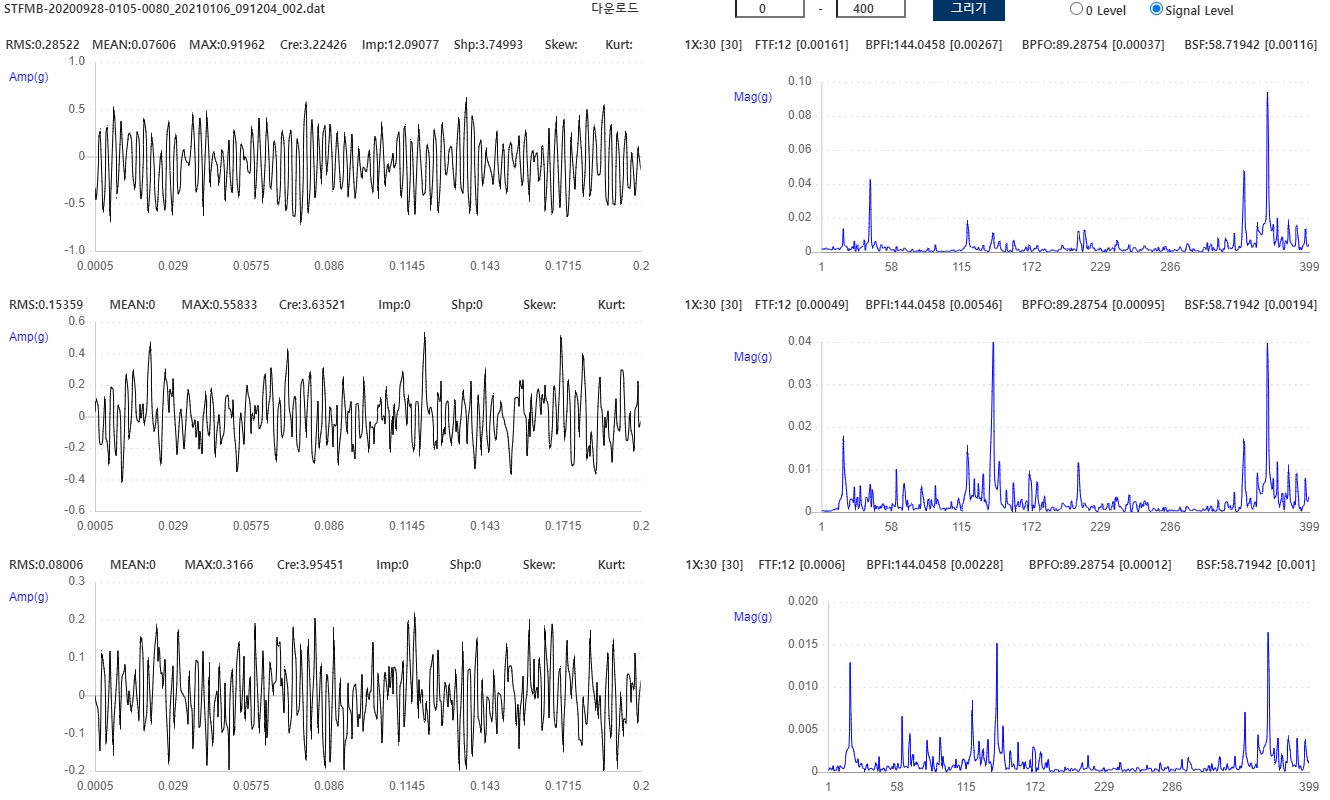 STFMB-20200928-0105-0080_20210106_091204_002.dat 다운로드 0 - 400 그리기 0 Level Signal Level
RMS:0.28522 MEAN:0.07606 MAX:0.91962 Cre:3.22426 Imp:12.09077 Shp:3.74993 Skew: Kurt:
Amp(g)
1.0
0.5
0
-0.5
-1.0
0.0005 0.029 0.0575 0.086 0.1145 0.143 0.1715 0.2
1X:30 [30] FTF:12 [0.00161] BPFI:144.0458 [0.00267] BPFO:89.28754 [0.00037] BSF:58.71942 [0.00116]
Mag(g)
0.10
0.08
0.06
0.04
0.02
0
1 58 115 172 229 286 399
RMS:0.15359 MEAN:0 MAX:0.55833 Cre:3.63521 Imp:0 Shp:0 Skew: Kurt:
Amp(g)
0.6
0.4
0.2
0
-0.2
-0.4
-0.6
0.0005 0.029 0.0575 0.086 0.1145 0.143 0.1715 0.2
1X:30 [30] FTF:12 [0.00049] BPFI:144.0458 [0.00546] BPFO:89.28754 [0.00095] BSF:58.71942 [0.00194]
Mag(g)
0.04
0.03
0.02
0.01
0
1 58 115 172 229 286 399
RMS:0.08006 MEAN:0 MAX:0.3166 Cre:3.95451 Imp:0 Shp:0 Skew: Kurt:
Amp(g)
0.3
0.2
0.1
0
-0.1
-0.2
0.0005 0.029 0.0575 0.086 0.1145 0.143 0.1715 0.2
1X:30 [30] FTF:12 [0.0006] BPFI:144.0458 [0.00228] BPFO:89.28754 [0.00012] BSF:58.71942 [0.001]
Mag(g)
0.020
0.015
0.010
0.005
0
1 58 115 172 229 286 399